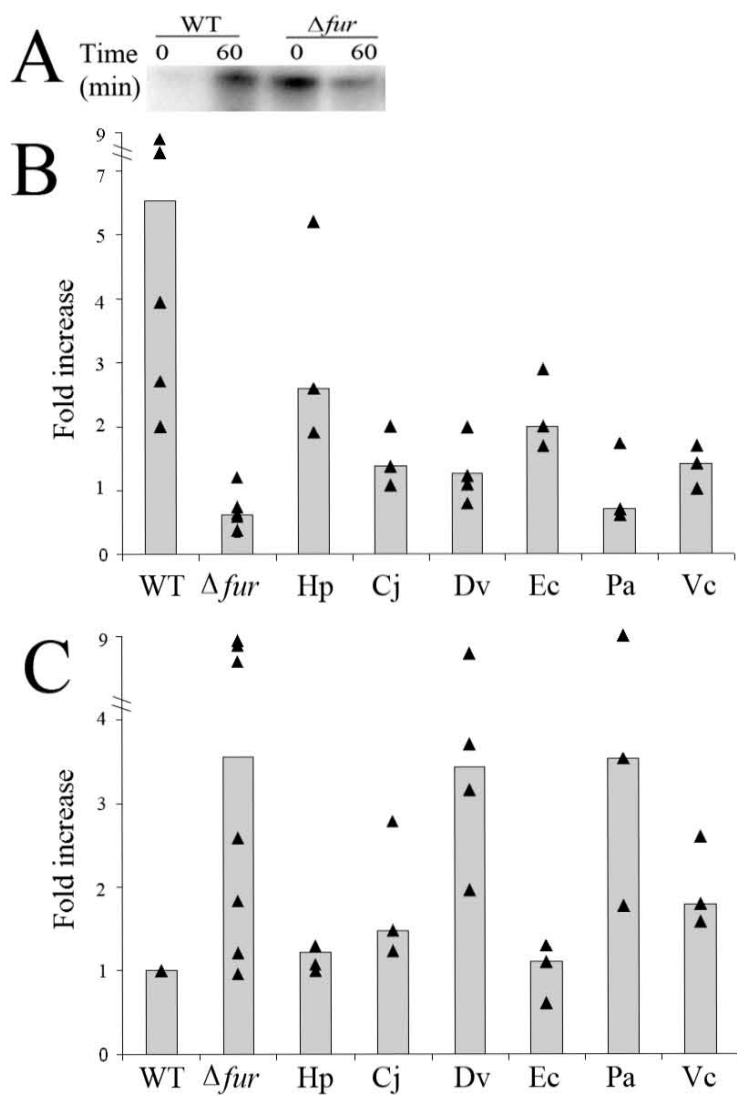 A
WT Δfur
Time 0 60 0 60
(min)
B
Fold increase
9
7
5
4
3
2
1
0
WT Δfur Hp Cj Dv Ec Pa Vc
C
Fold increase
9
4
3
2
1
0
WT Δfur Hp Cj Dv Ec Pa Vc